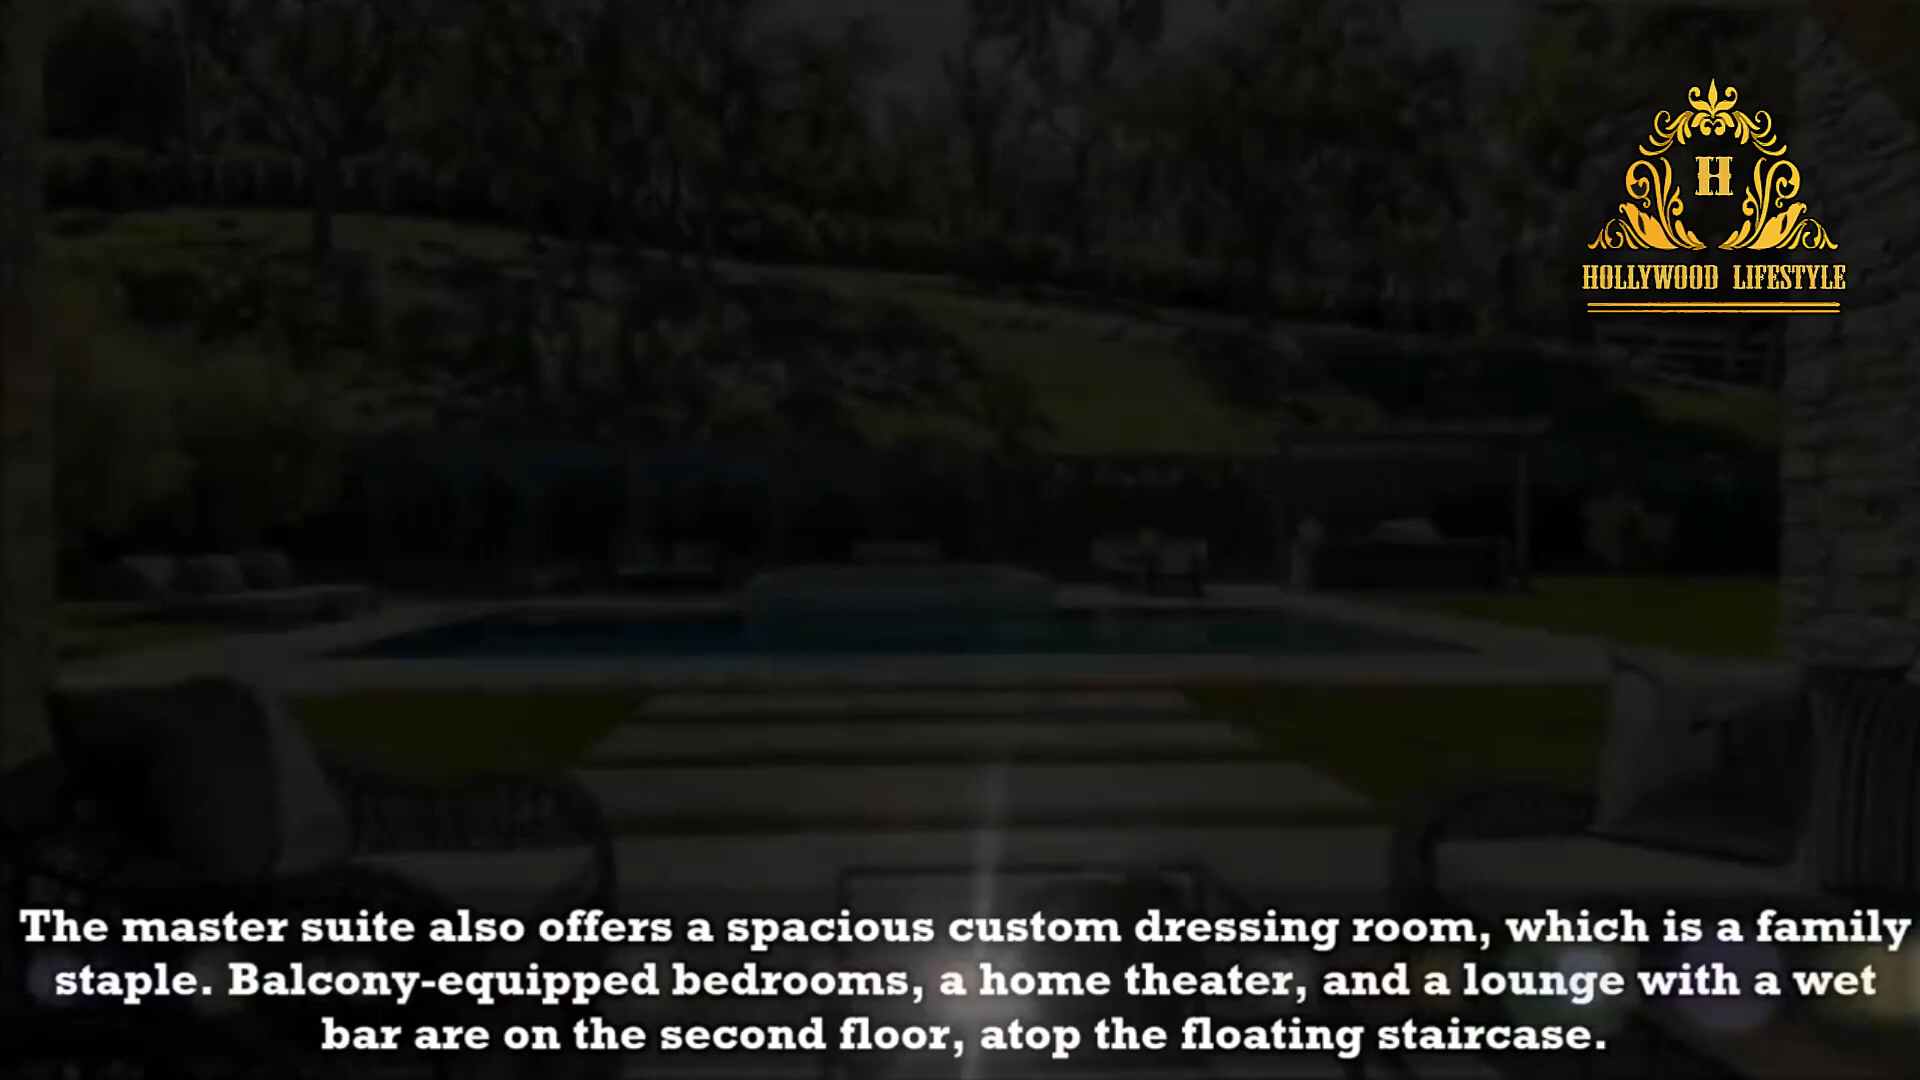 H
HOLLYWOOD LIFESTYLE
The master suite also offers a spacious custom dressing room, which is a family
staple. Balcony-equipped bedrooms, a home theater, and a lounge with a wet
bar are on the second floor, atop the floating staircase.